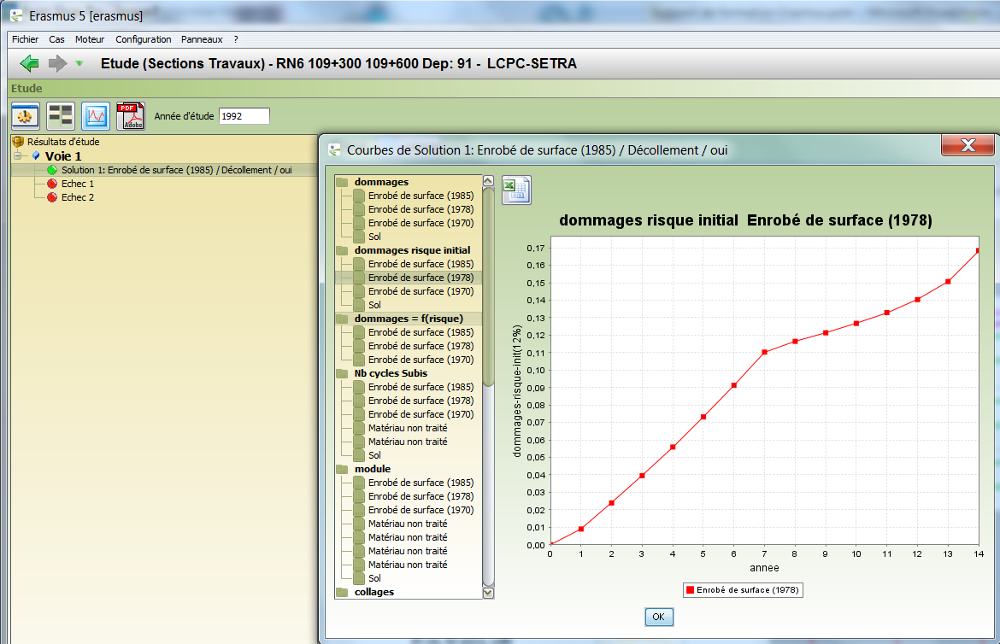 Erasmus 5 [erasmus]
Fichier Cas Moteur Configuration Panneaux ?
Etude (Sections Travaux) - RN6 109+300 109+600 Dep: 91 - LCPC-SETRA
Etude
PDF Adobe Année d'étude 1992
Résultats d'étude
Voie 1
Solution 1: Enrobé de surface (1985) / Décollement / oui
Echec 1
Echec 2
Courbes de Solution 1: Enrobé de surface (1985) / Décollement / oui
dommages
Enrobé de surface (1985)
Enrobé de surface (1978)
Enrobé de surface (1970)
Sol
dommages risque initial
Enrobé de surface (1985)
Enrobé de surface (1978)
Enrobé de surface (1970)
Sol
dommages = f(risque)
Enrobé de surface (1985)
Enrobé de surface (1978)
Enrobé de surface (1970)
Nb cycles Subis
Enrobé de surface (1985)
Enrobé de surface (1978)
Enrobé de surface (1970)
Matériau non traité
Matériau non traité
Sol
module
Enrobé de surface (1985)
Enrobé de surface (1978)
Enrobé de surface (1970)
Matériau non traité
Matériau non traité
Matériau non traité
Matériau non traité
Sol
collages
dommages risque initial Enrobé de surface (1978)
dommages-risque-init(12%)
0,17
0,16
0,15
0,14
0,13
0,12
0,11
0,10
0,09
0,08
0,07
0,06
0,05
0,04
0,03
0,02
0,01
0,00
0 1 2 3 4 5 6 7 8 9 10 11 12 13 14
annee
Enrobé de surface (1978)
OK